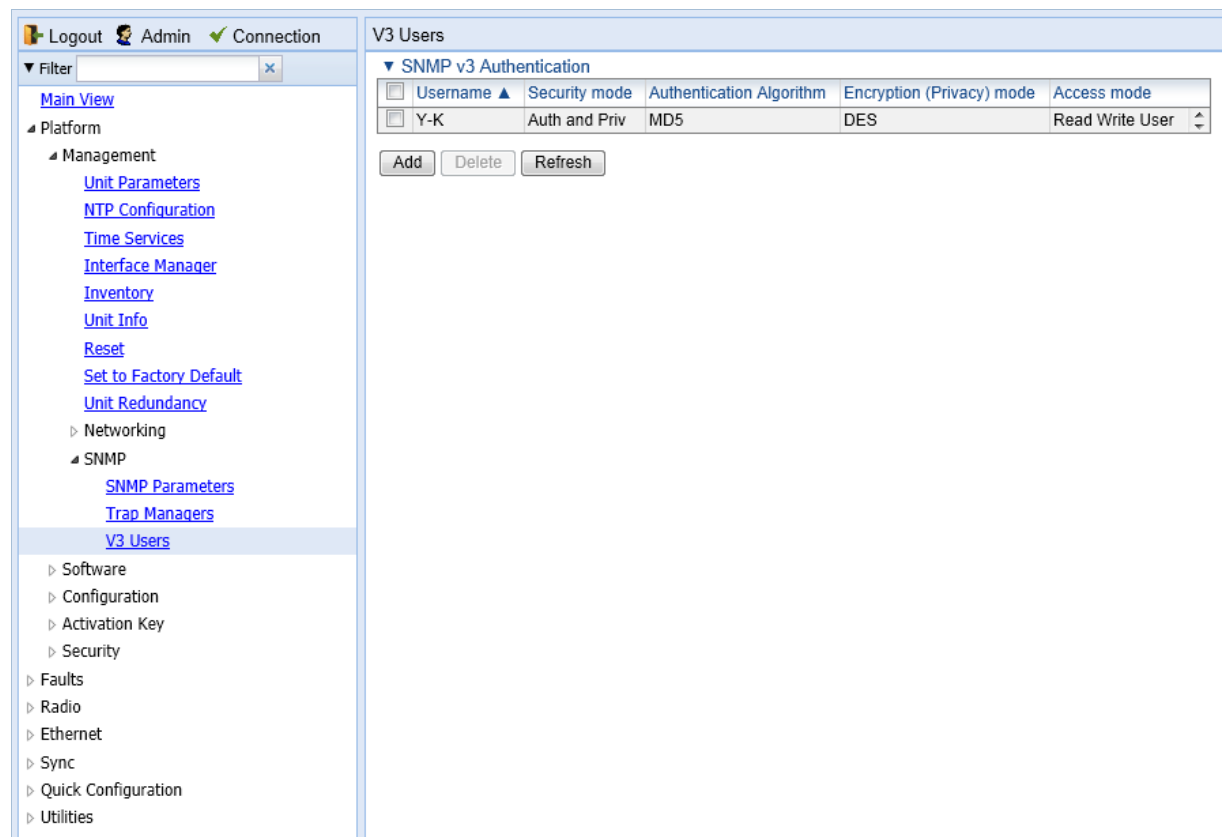 Logout Admin Connection
Filter
Main View
Platform
Management
Unit Parameters
NTP Configuration
Time Services
Interface Manager
Inventory
Unit Info
Reset
Set to Factory Default
Unit Redundancy
Networking
SNMP
SNMP Parameters
Trap Managers
V3 Users
Software
Configuration
Activation Key
Security
Faults
Radio
Ethernet
Sync
Quick Configuration
Utilities
V3 Users
SNMP v3 Authentication
Username Security mode Authentication Algorithm Encryption (Privacy) mode Access mode
Y-K Auth and Priv MD5 DES Read Write User
Add Delete Refresh